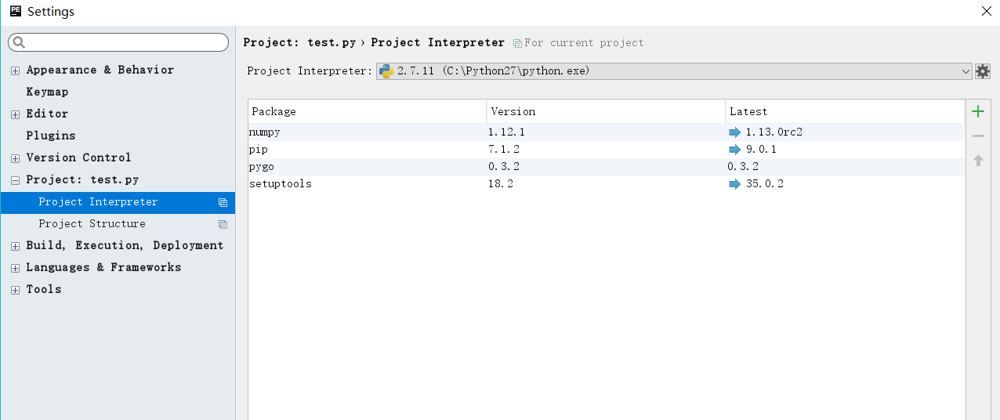 PE Settings
Project: test.py › Project Interpreter For current project
Appearance & Behavior
Keymap
Editor
Plugins
Version Control
Project: test.py
Project Interpreter
Project Structure
Build, Execution, Deployment
Languages & Frameworks
Tools
Project Interpreter: 2.7.11 (C:\Python27\python.exe)
Package Version Latest
numpy 1.12.1 1.13.0rc2
pip 7.1.2 9.0.1
pygo 0.3.2 0.3.2
setuptools 18.2 35.0.2